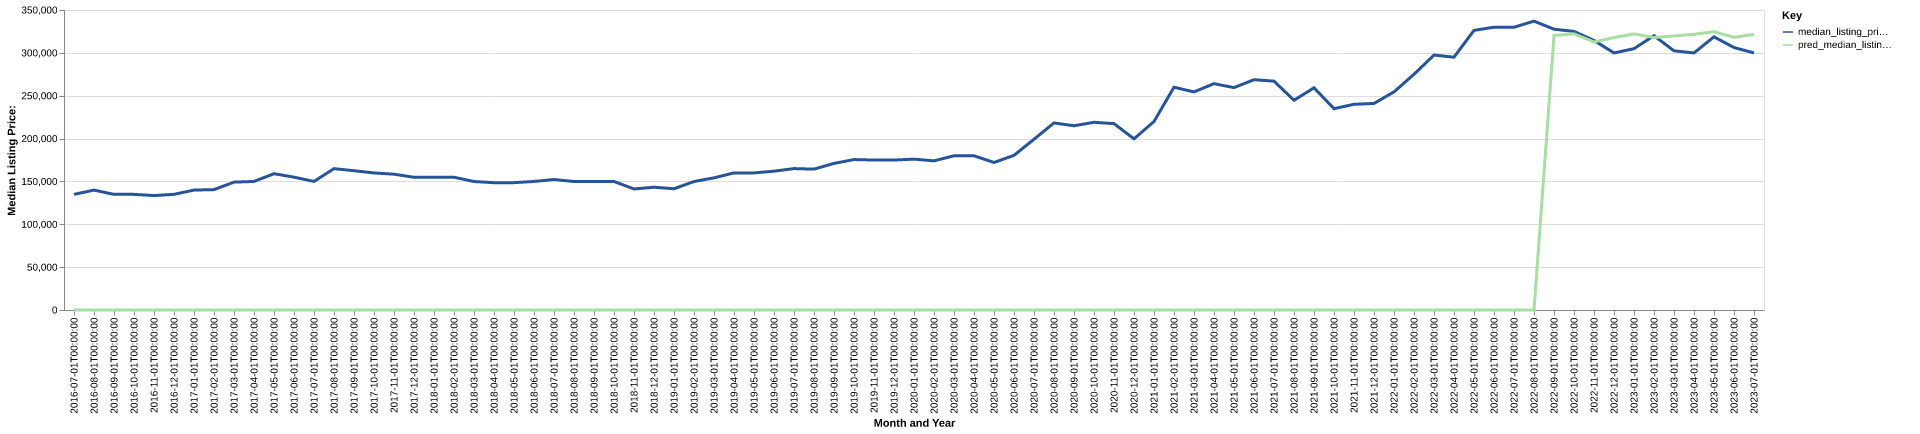 350,000
300,000
250,000
200,000
150,000
100,000
50,000
0
Median Listing Price:
2016-07-01T00:00:00
2016-08-01T00:00:00
2016-09-01T00:00:00
2016-10-01T00:00:00
2016-11-01T00:00:00
2016-12-01T00:00:00
2017-01-01T00:00:00
2017-02-01T00:00:00
2017-03-01T00:00:00
2017-04-01T00:00:00
2017-05-01T00:00:00
2017-06-01T00:00:00
2017-07-01T00:00:00
2017-08-01T00:00:00
2017-09-01T00:00:00
2017-10-01T00:00:00
2017-11-01T00:00:00
2017-12-01T00:00:00
2018-01-01T00:00:00
2018-02-01T00:00:00
2018-03-01T00:00:00
2018-04-01T00:00:00
2018-05-01T00:00:00
2018-06-01T00:00:00
2018-07-01T00:00:00
2018-08-01T00:00:00
2018-09-01T00:00:00
2018-10-01T00:00:00
2018-11-01T00:00:00
2018-12-01T00:00:00
2019-01-01T00:00:00
2019-02-01T00:00:00
2019-03-01T00:00:00
2019-04-01T00:00:00
2019-05-01T00:00:00
2019-06-01T00:00:00
2019-07-01T00:00:00
2019-08-01T00:00:00
2019-09-01T00:00:00
2019-10-01T00:00:00
2019-11-01T00:00:00
2019-12-01T00:00:00
2020-01-01T00:00:00
2020-02-01T00:00:00
2020-03-01T00:00:00
2020-04-01T00:00:00
2020-05-01T00:00:00
2020-06-01T00:00:00
2020-07-01T00:00:00
2020-08-01T00:00:00
2020-09-01T00:00:00
2020-10-01T00:00:00
2020-11-01T00:00:00
2020-12-01T00:00:00
2021-01-01T00:00:00
2021-02-01T00:00:00
2021-03-01T00:00:00
2021-04-01T00:00:00
2021-05-01T00:00:00
2021-06-01T00:00:00
2021-07-01T00:00:00
2021-08-01T00:00:00
2021-09-01T00:00:00
2021-10-01T00:00:00
2021-11-01T00:00:00
2021-12-01T00:00:00
2022-01-01T00:00:00
2022-02-01T00:00:00
2022-03-01T00:00:00
2022-04-01T00:00:00
2022-05-01T00:00:00
2022-06-01T00:00:00
2022-07-01T00:00:00
2022-08-01T00:00:00
2022-09-01T00:00:00
2022-10-01T00:00:00
2022-11-01T00:00:00
2022-12-01T00:00:00
2023-01-01T00:00:00
2023-02-01T00:00:00
2023-03-01T00:00:00
2023-04-01T00:00:00
2023-05-01T00:00:00
2023-06-01T00:00:00
2023-07-01T00:00:00
Month and Year
Key
median_listing_pri…
pred_median_listin…